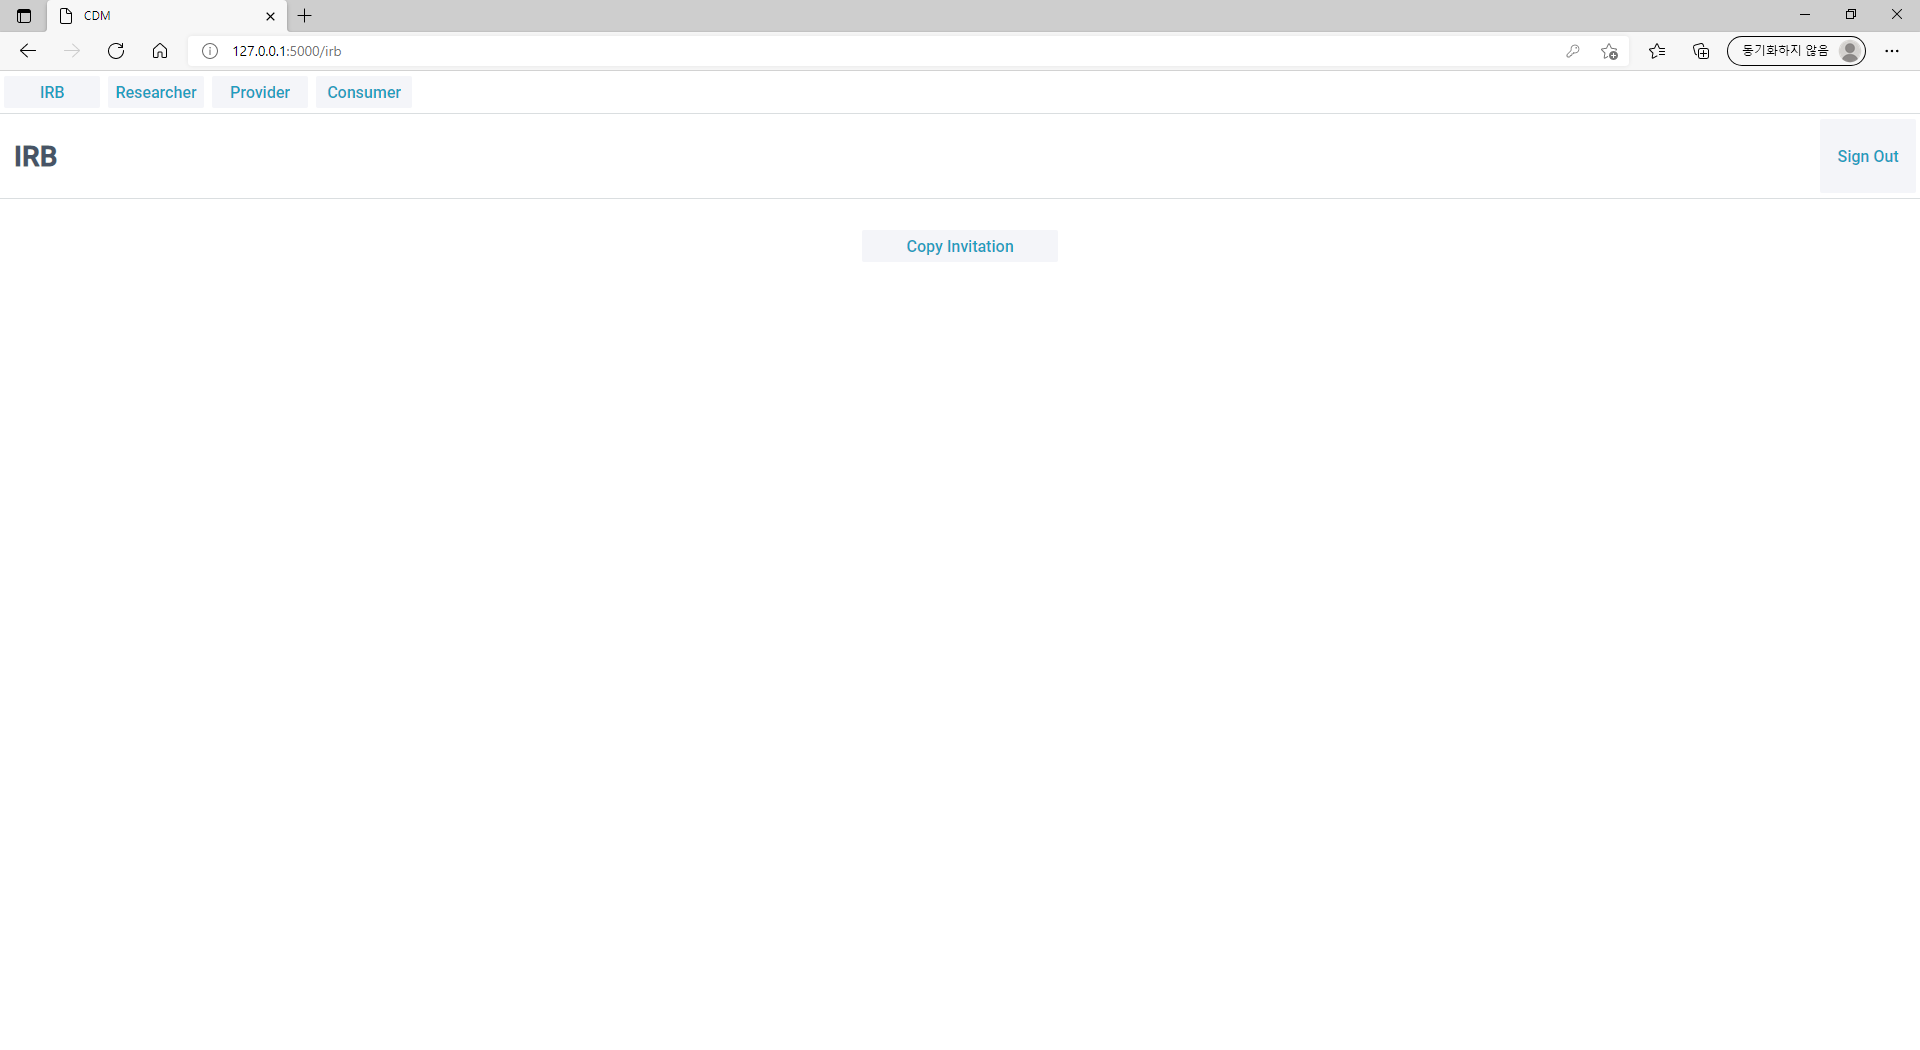 CDM
127.0.0.1:5000/irb
동기화하지 않음
IRB Researcher Provider Consumer
IRB
Sign Out
Copy Invitation